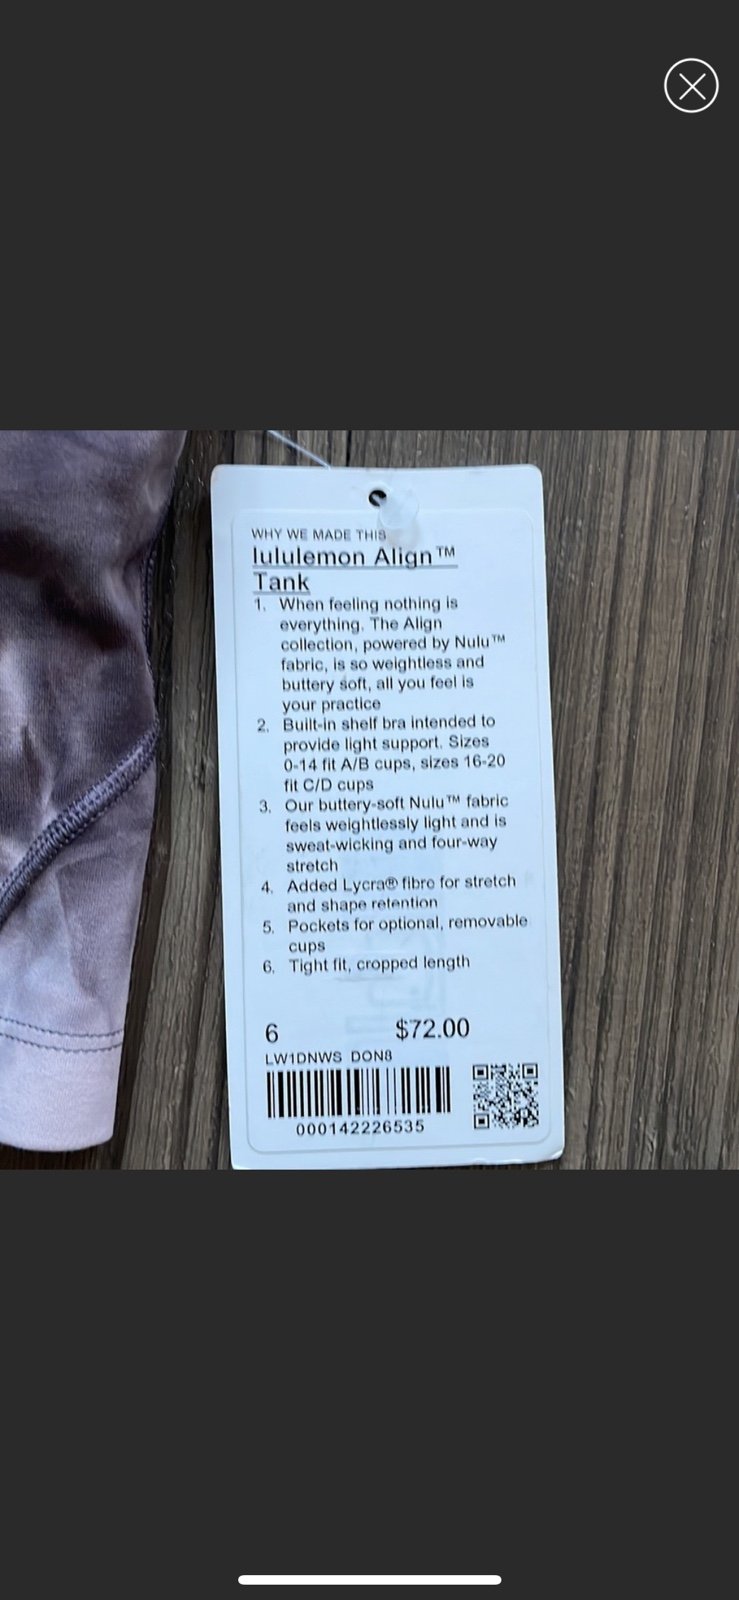 WHY WE MADE THIS
lululemon Align™
Tank
1. When feeling nothing is
everything. The Align
collection, powered by Nulu™
fabric, is so weightless and
buttery soft, all you feel is
your practice
2. Built-in shelf bra intended to
provide light support. Sizes
0-14 fit A/B cups, sizes 16-20
fit C/D cups
3. Our buttery-soft Nulu™ fabric
feels weightlessly light and is
sweat-wicking and four-way
stretch
4. Added Lycra® fibre for stretch
and shape retention
5. Pockets for optional, removable
cups
6. Tight fit, cropped length
6 $72.00
LW1DNWS DON8
000142226535